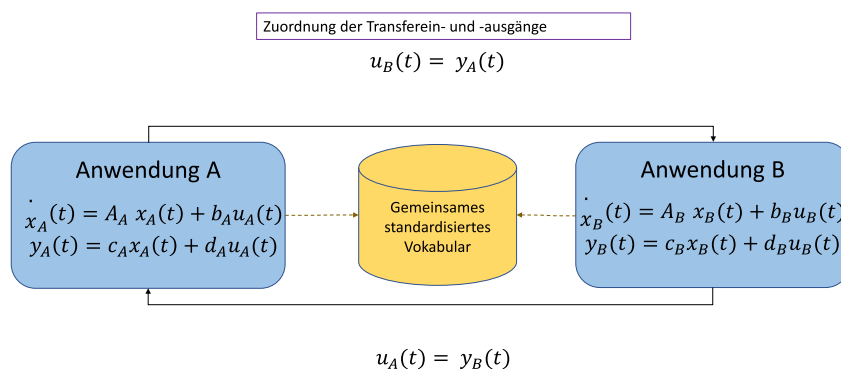 Zuordnung der Transferein- und -ausgänge
u_B(t) = y_A(t)
Anwendung A
ẋ_A(t) = A_A x_A(t) + b_A u_A(t)
y_A(t) = c_A x_A(t) + d_A u_A(t)
Gemeinsames
standardisiertes
Vokabular
Anwendung B
ẋ_B(t) = A_B x_B(t) + b_B u_B(t)
y_B(t) = c_B x_B(t) + d_B u_B(t)
u_A(t) = y_B(t)